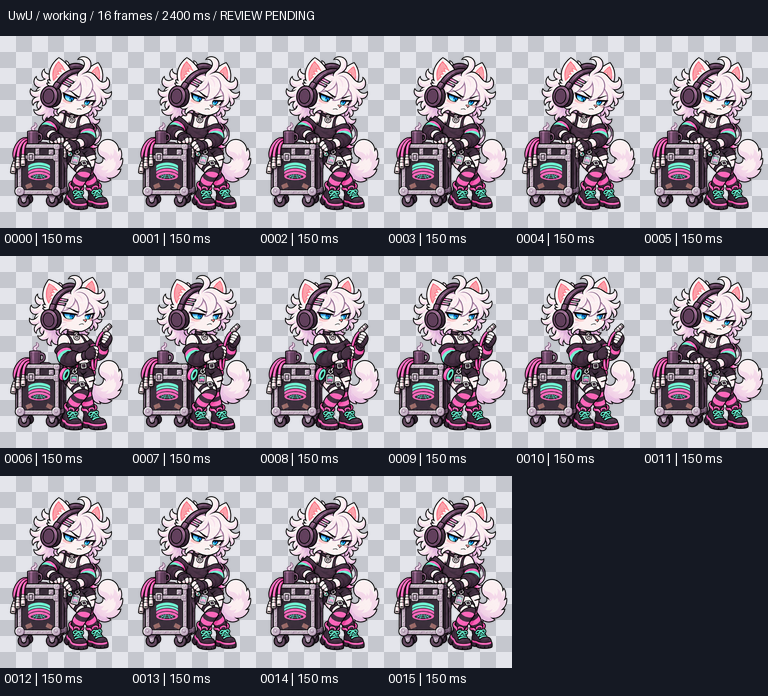 UwU / working / 16 frames / 2400 ms / REVIEW PENDING
0000 | 150 ms
0001 | 150 ms
0002 | 150 ms
0003 | 150 ms
0004 | 150 ms
0005 | 150 ms
0006 | 150 ms
0007 | 150 ms
0008 | 150 ms
0009 | 150 ms
0010 | 150 ms
0011 | 150 ms
0012 | 150 ms
0013 | 150 ms
0014 | 150 ms
0015 | 150 ms